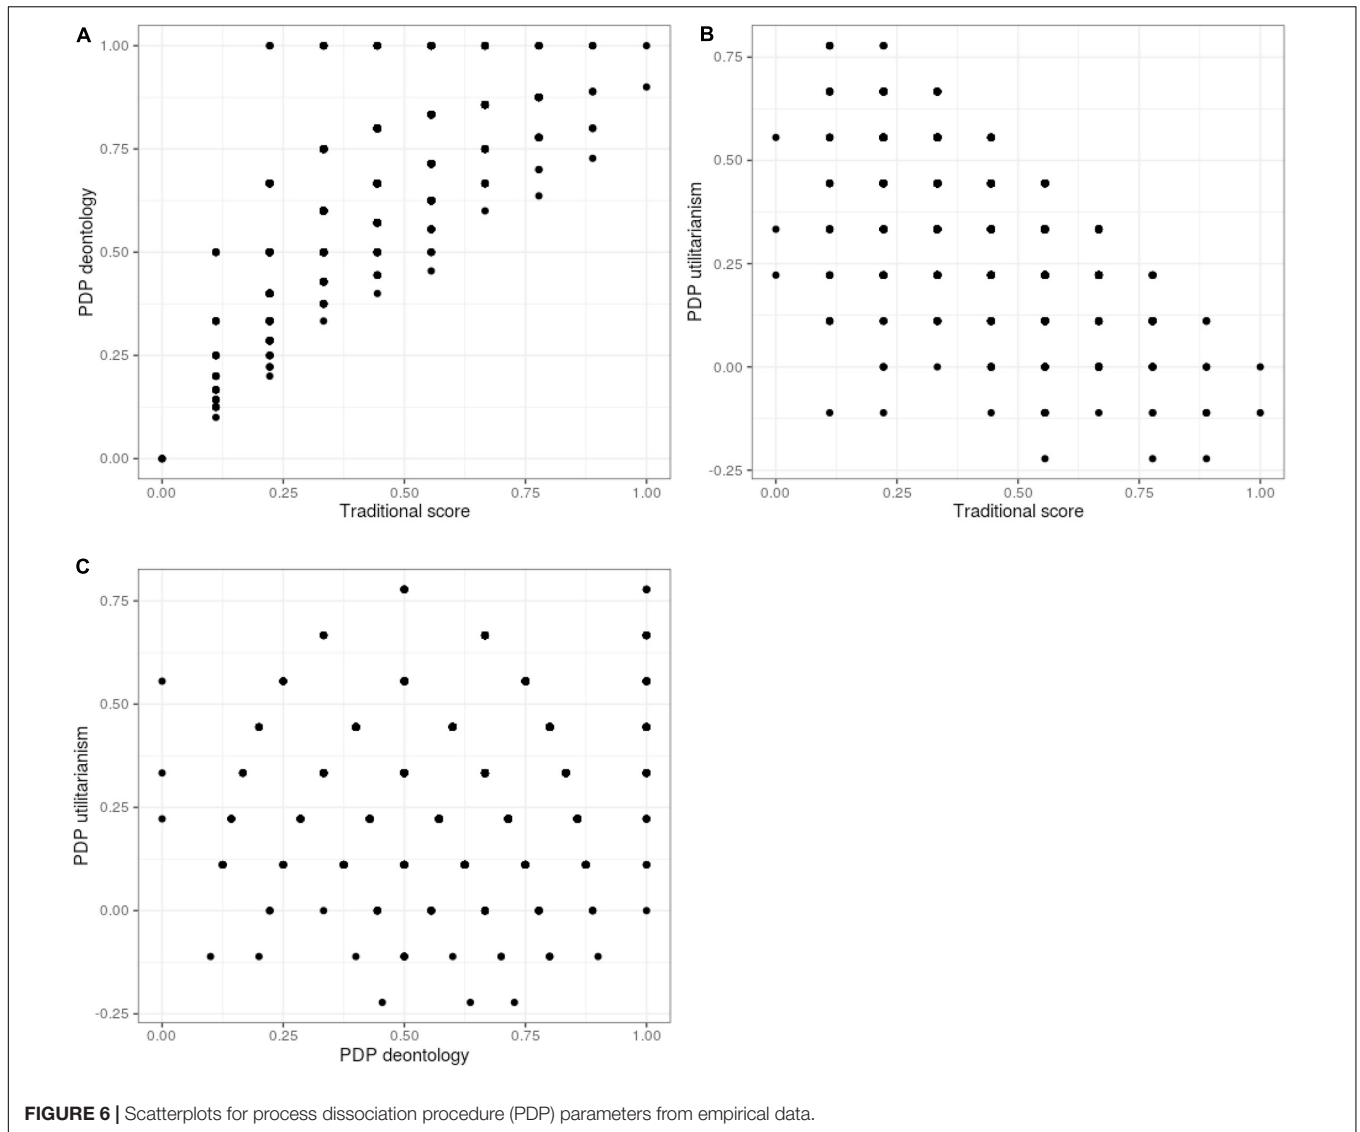 A
1.00
0.75
0.50
0.25
0.00
PDP deontology
0.00 0.25 0.50 0.75 1.00
Traditional score
B
0.75
0.50
0.25
0.00
-0.25
PDP utilitarianism
0.00 0.25 0.50 0.75 1.00
Traditional score
C
0.75
0.50
0.25
0.00
-0.25
PDP utilitarianism
0.00 0.25 0.50 0.75 1.00
PDP deontology
FIGURE 6 | Scatterplots for process dissociation procedure (PDP) parameters from empirical data.